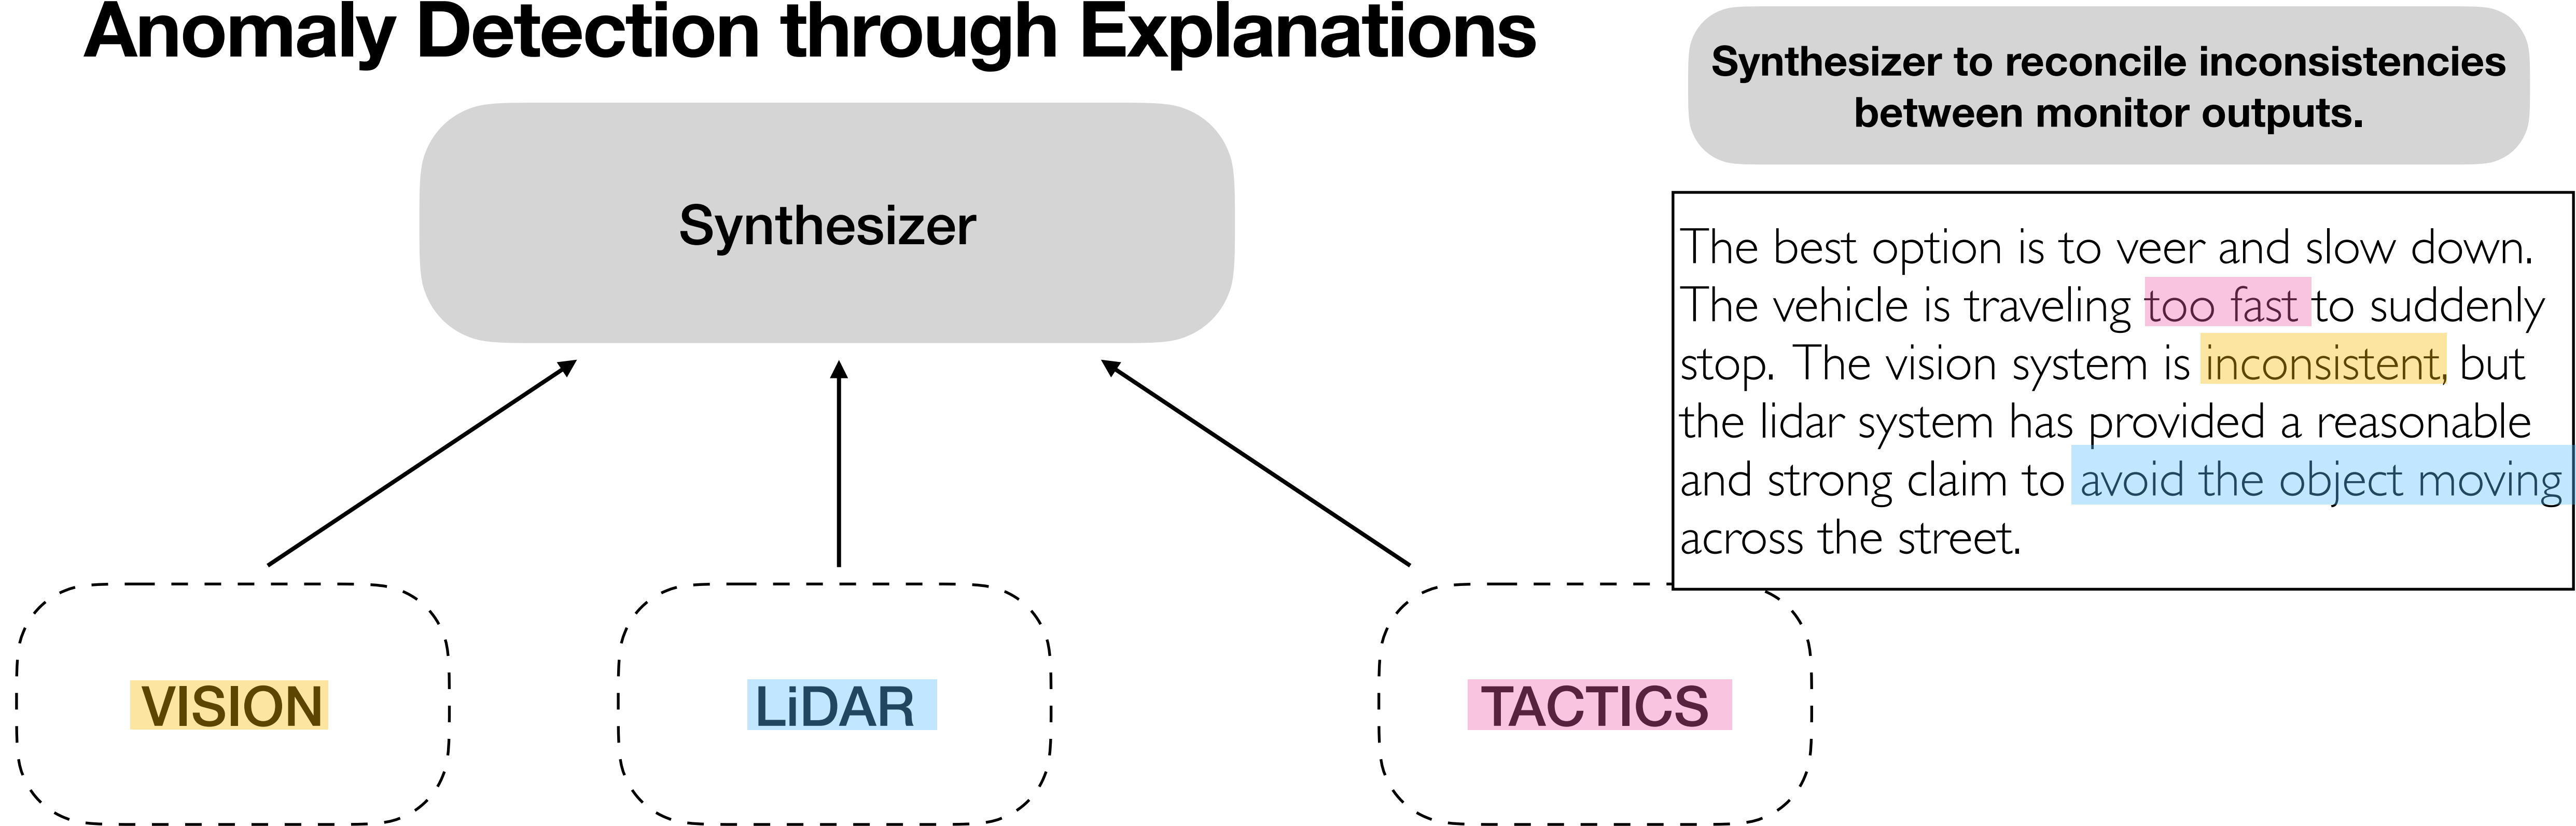 Anomaly Detection through Explanations
Synthesizer to reconcile inconsistencies
between monitor outputs.
Synthesizer
The best option is to veer and slow down.
The vehicle is traveling too fast to suddenly
stop. The vision system is inconsistent, but
the lidar system has provided a reasonable
and strong claim to avoid the object moving
across the street.
VISION
LiDAR
TACTICS